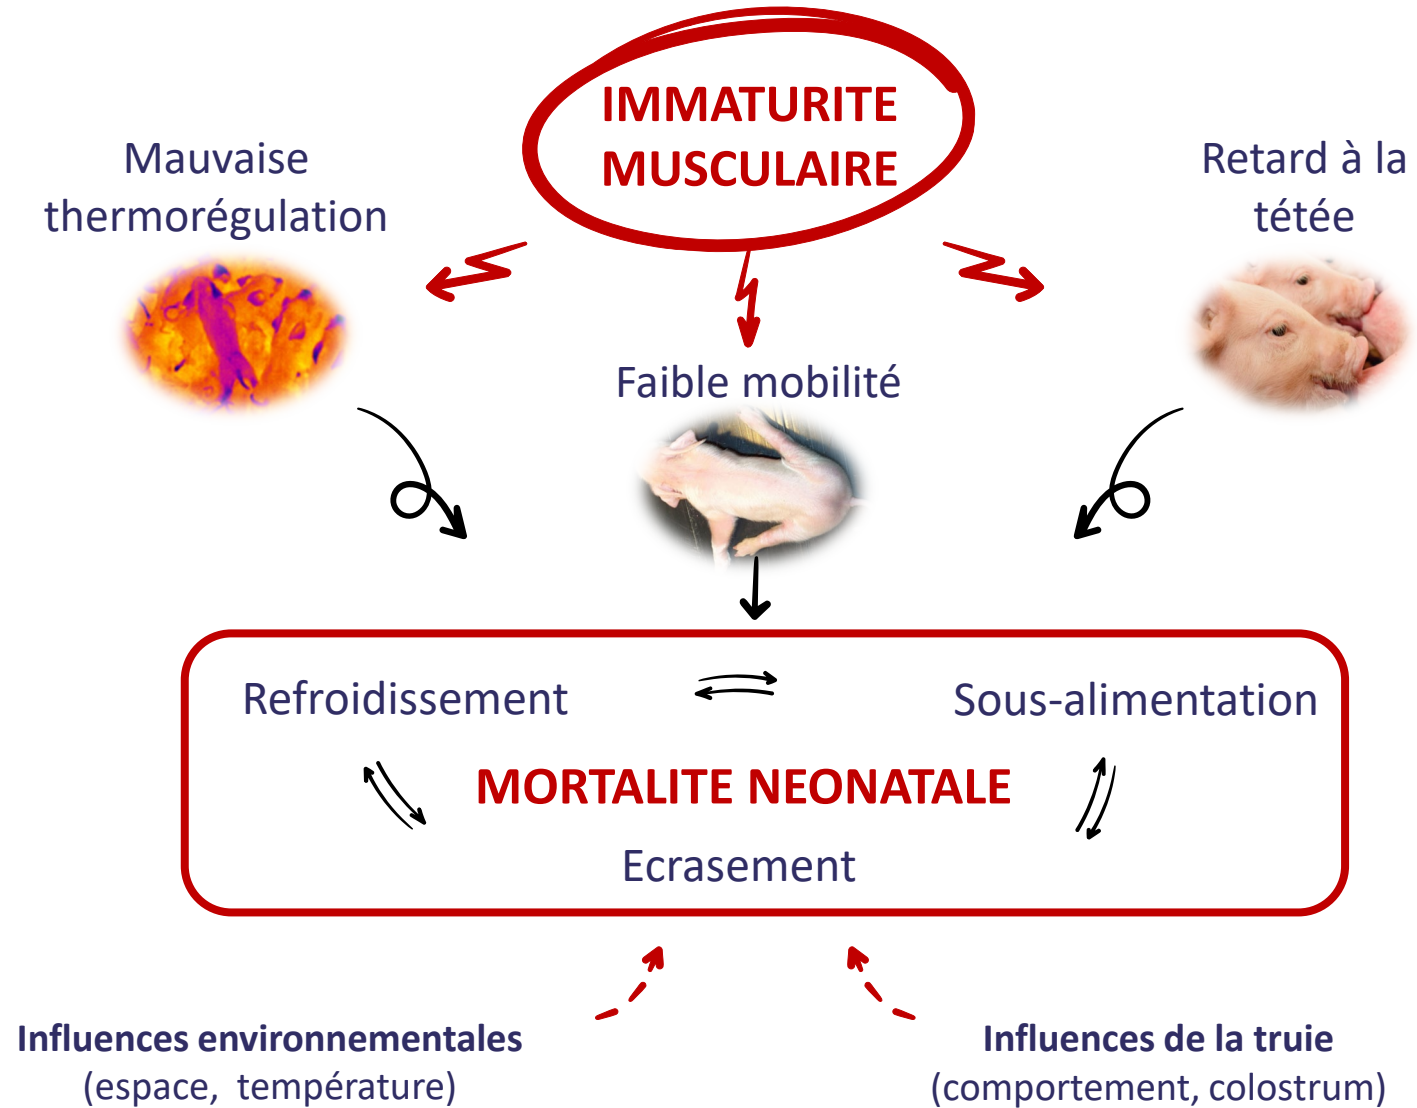 IMMATURITE
MUSCULAIRE
Mauvaise
thermorégulation
Retard à la
tétée
Faible mobilité
Refroidissement
Sous-alimentation
MORTALITE NEONATALE
Ecrasement
Influences environnementales
(espace, température)
Influences de la truie
(comportement, colostrum)